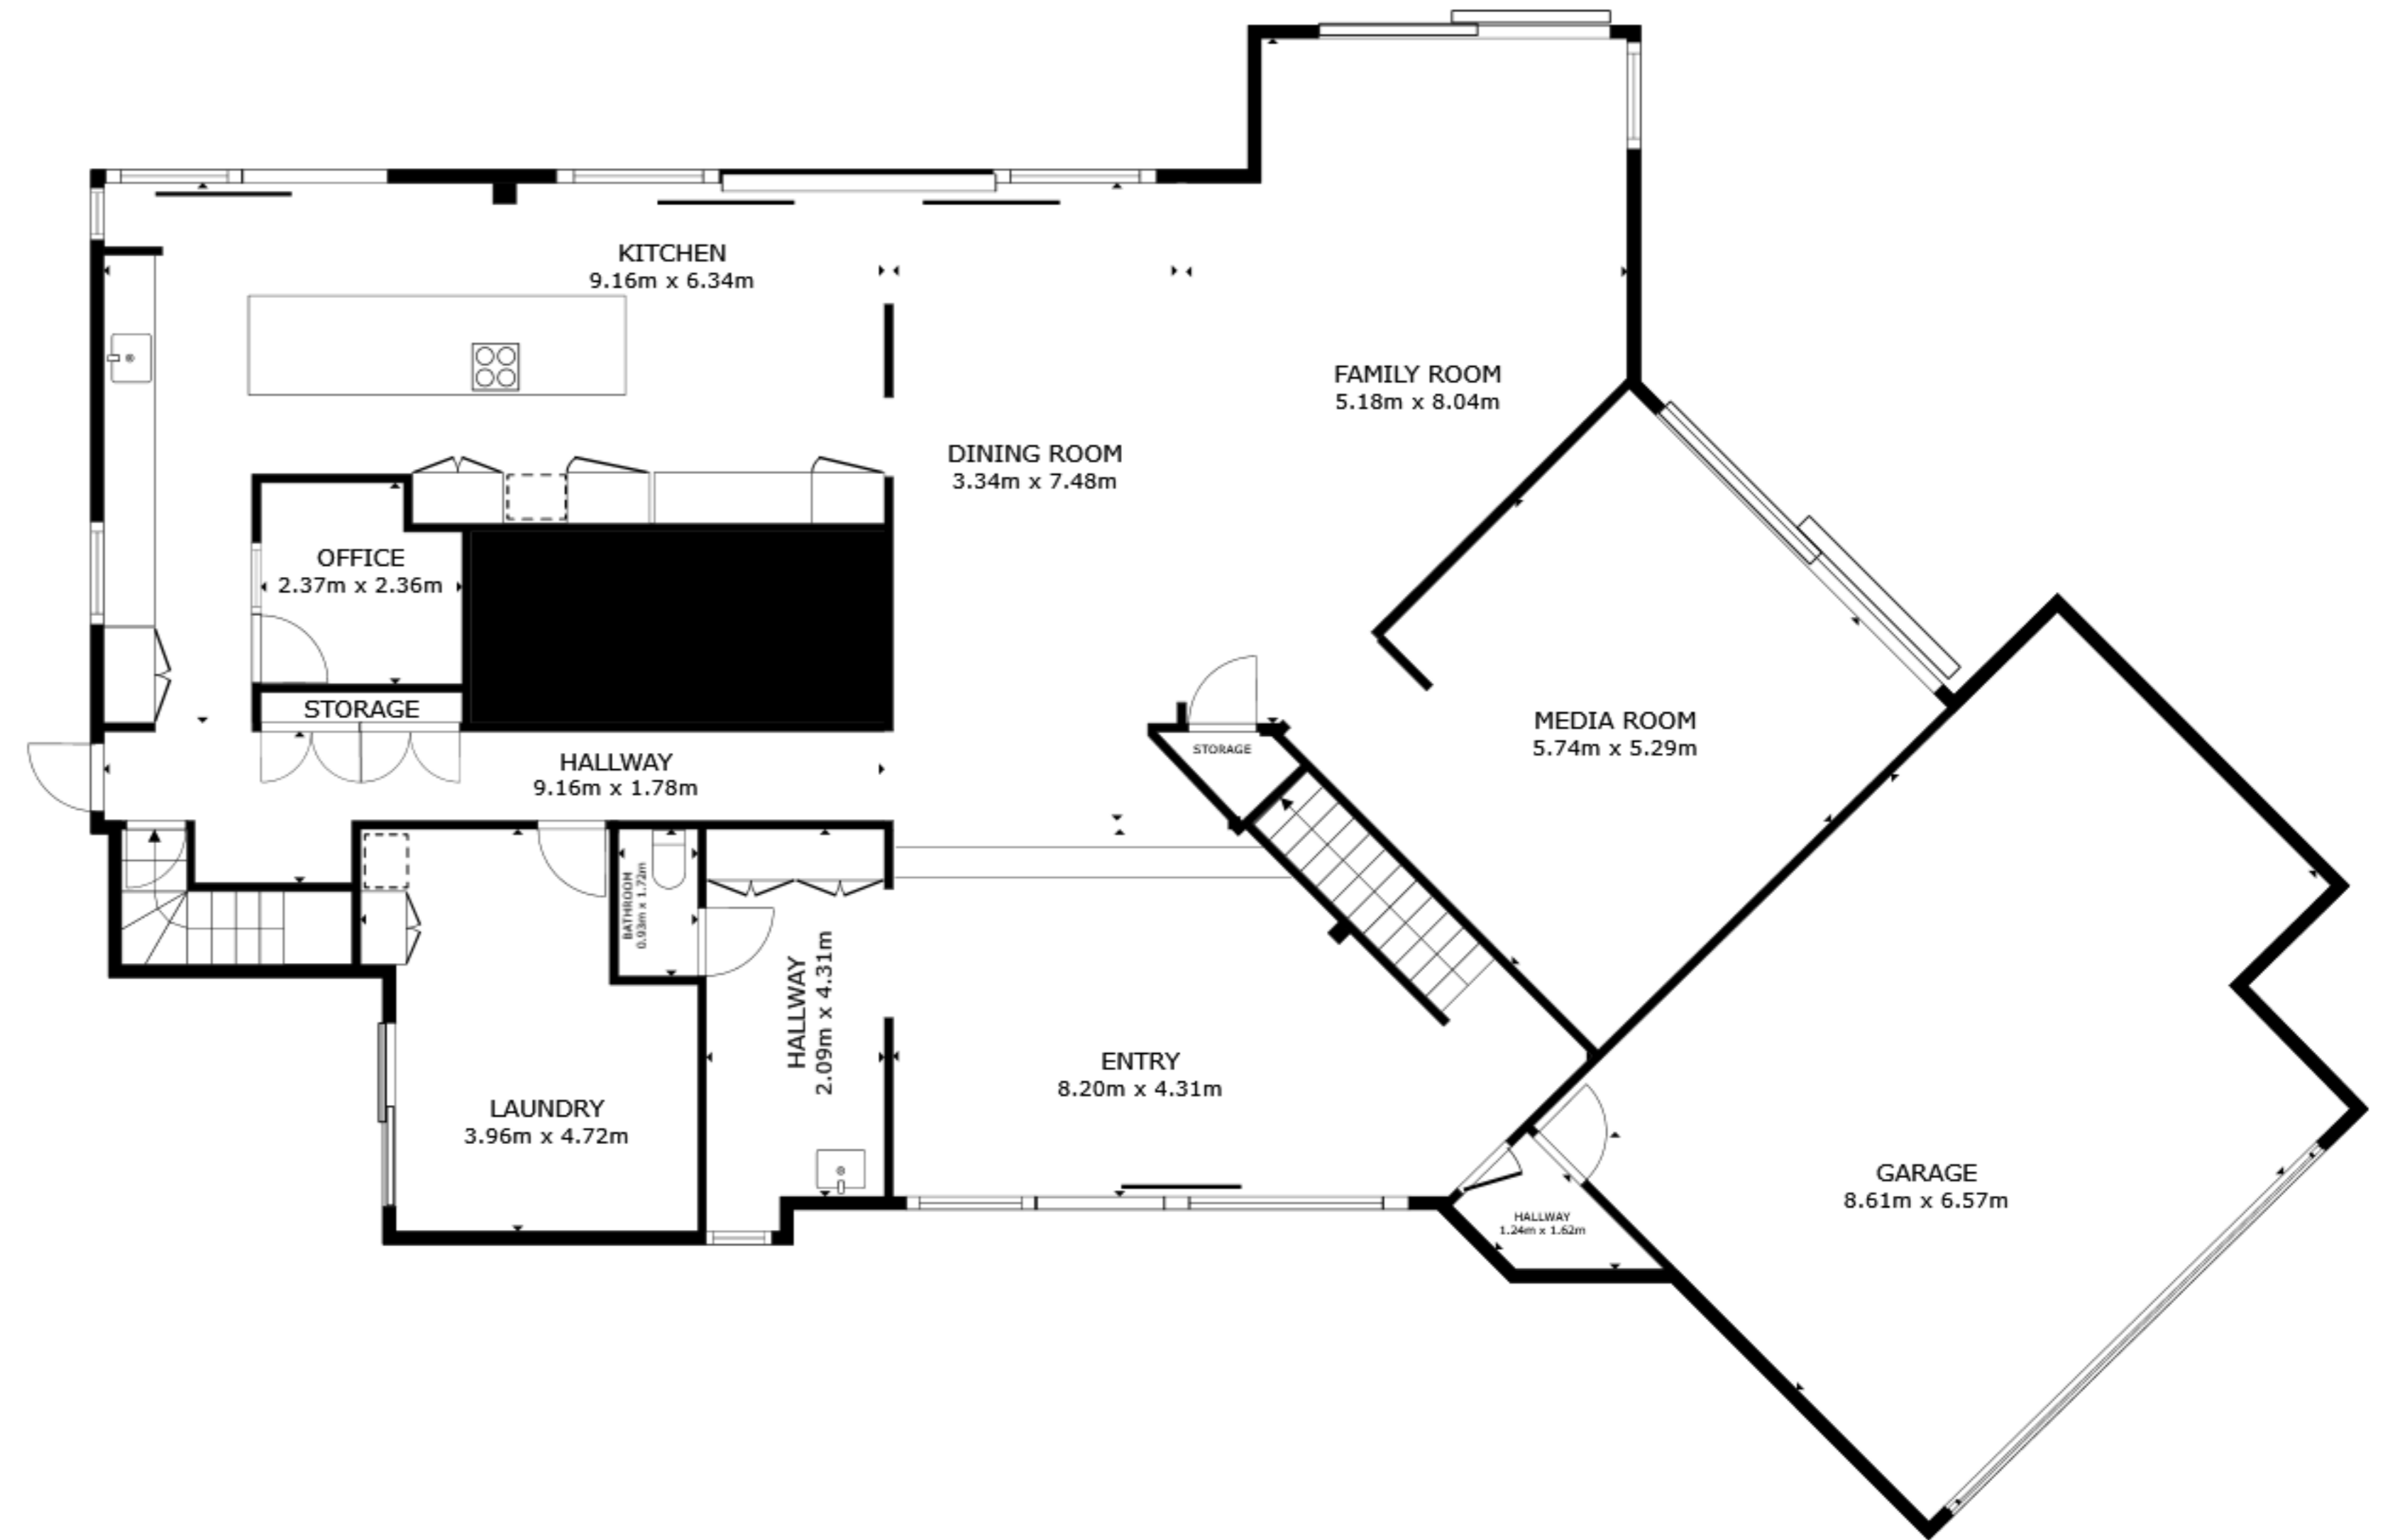 KITCHEN
9.16m x 6.34m
FAMILY ROOM
5.18m x 8.04m
DINING ROOM
3.34m x 7.48m
OFFICE
2.37m x 2.36m
STORAGE
MEDIA ROOM
5.74m x 5.29m
STORAGE
HALLWAY
9.16m x 1.78m
BATHROOM
0.93m x 1.72m
HALLWAY
2.09m x 4.31m
ENTRY
8.20m x 4.31m
LAUNDRY
3.96m x 4.72m
GARAGE
8.61m x 6.57m
HALLWAY
1.24m x 1.62m